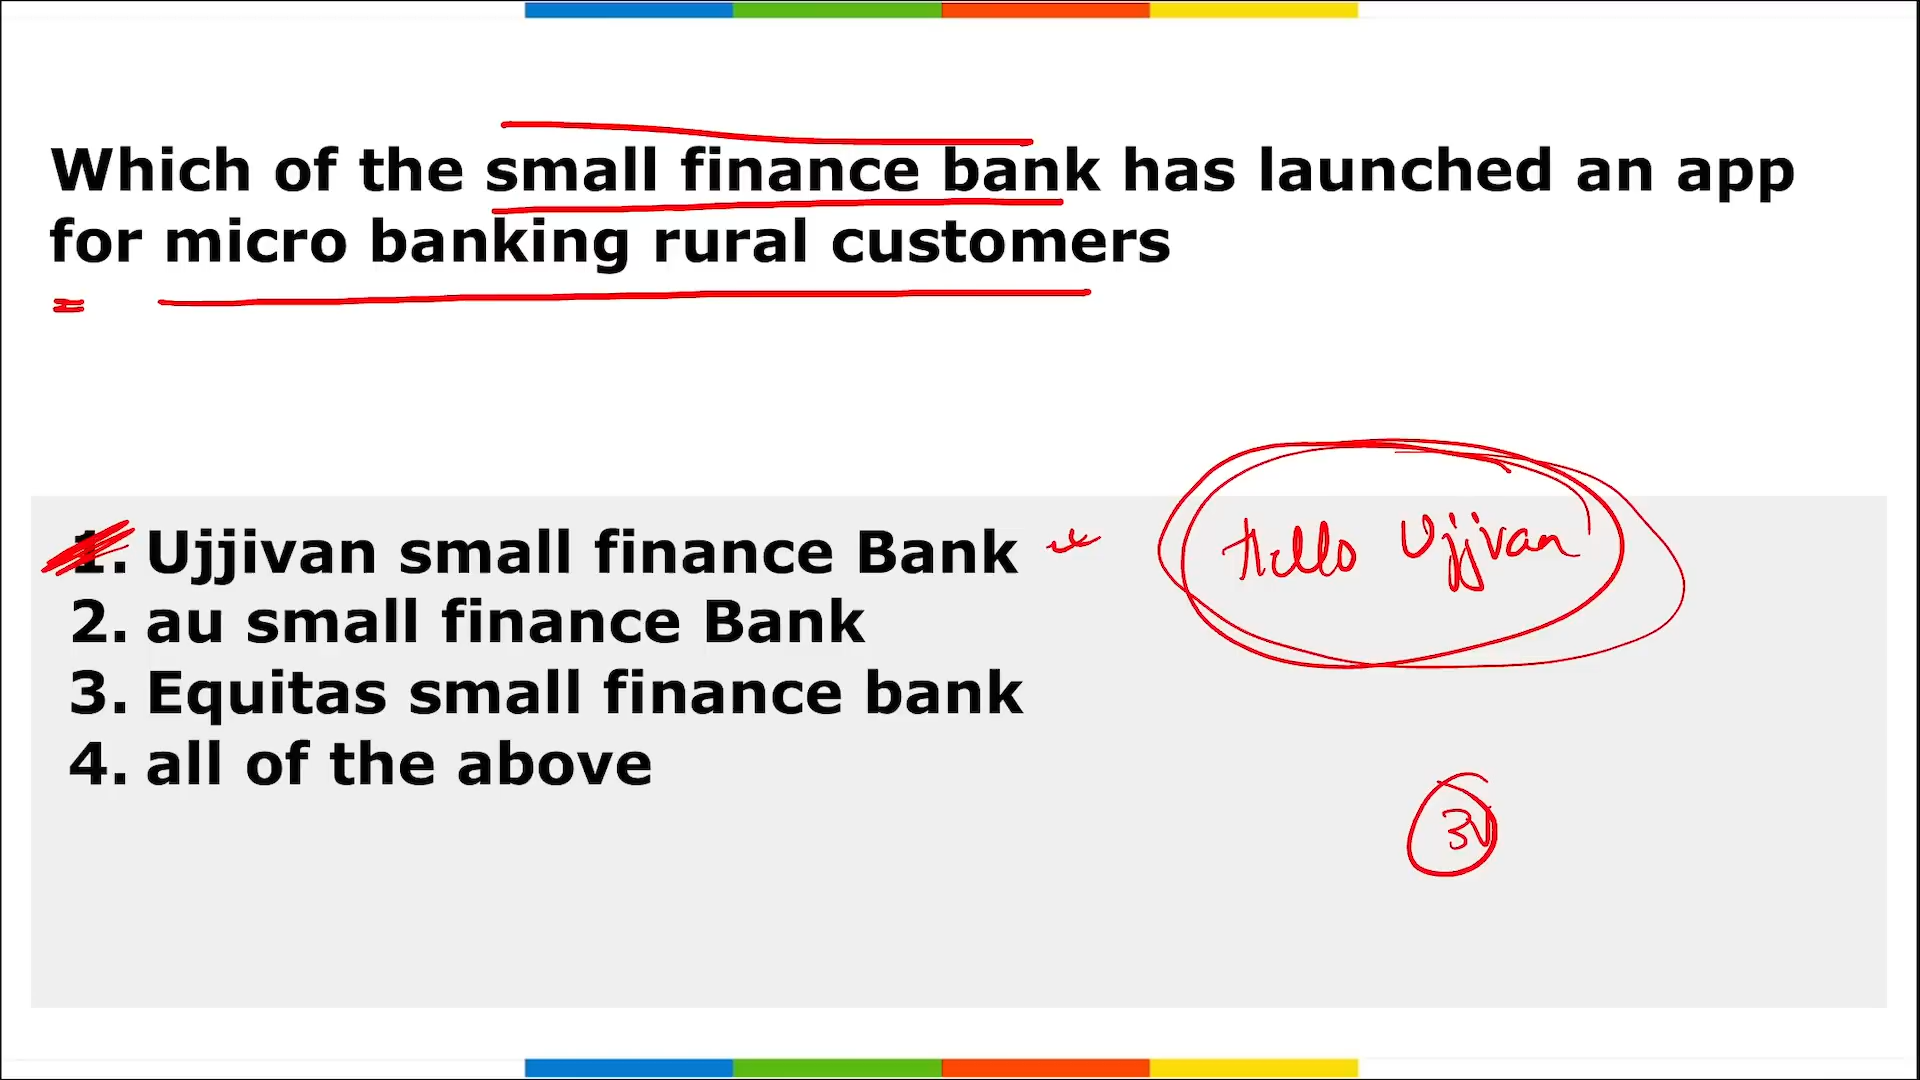 Which of the small finance bank has launched an app
for micro banking rural customers
1. Ujjivan small finance Bank
Hello Ujjivan
2. au small finance Bank
3. Equitas small finance bank
4. all of the above
3V